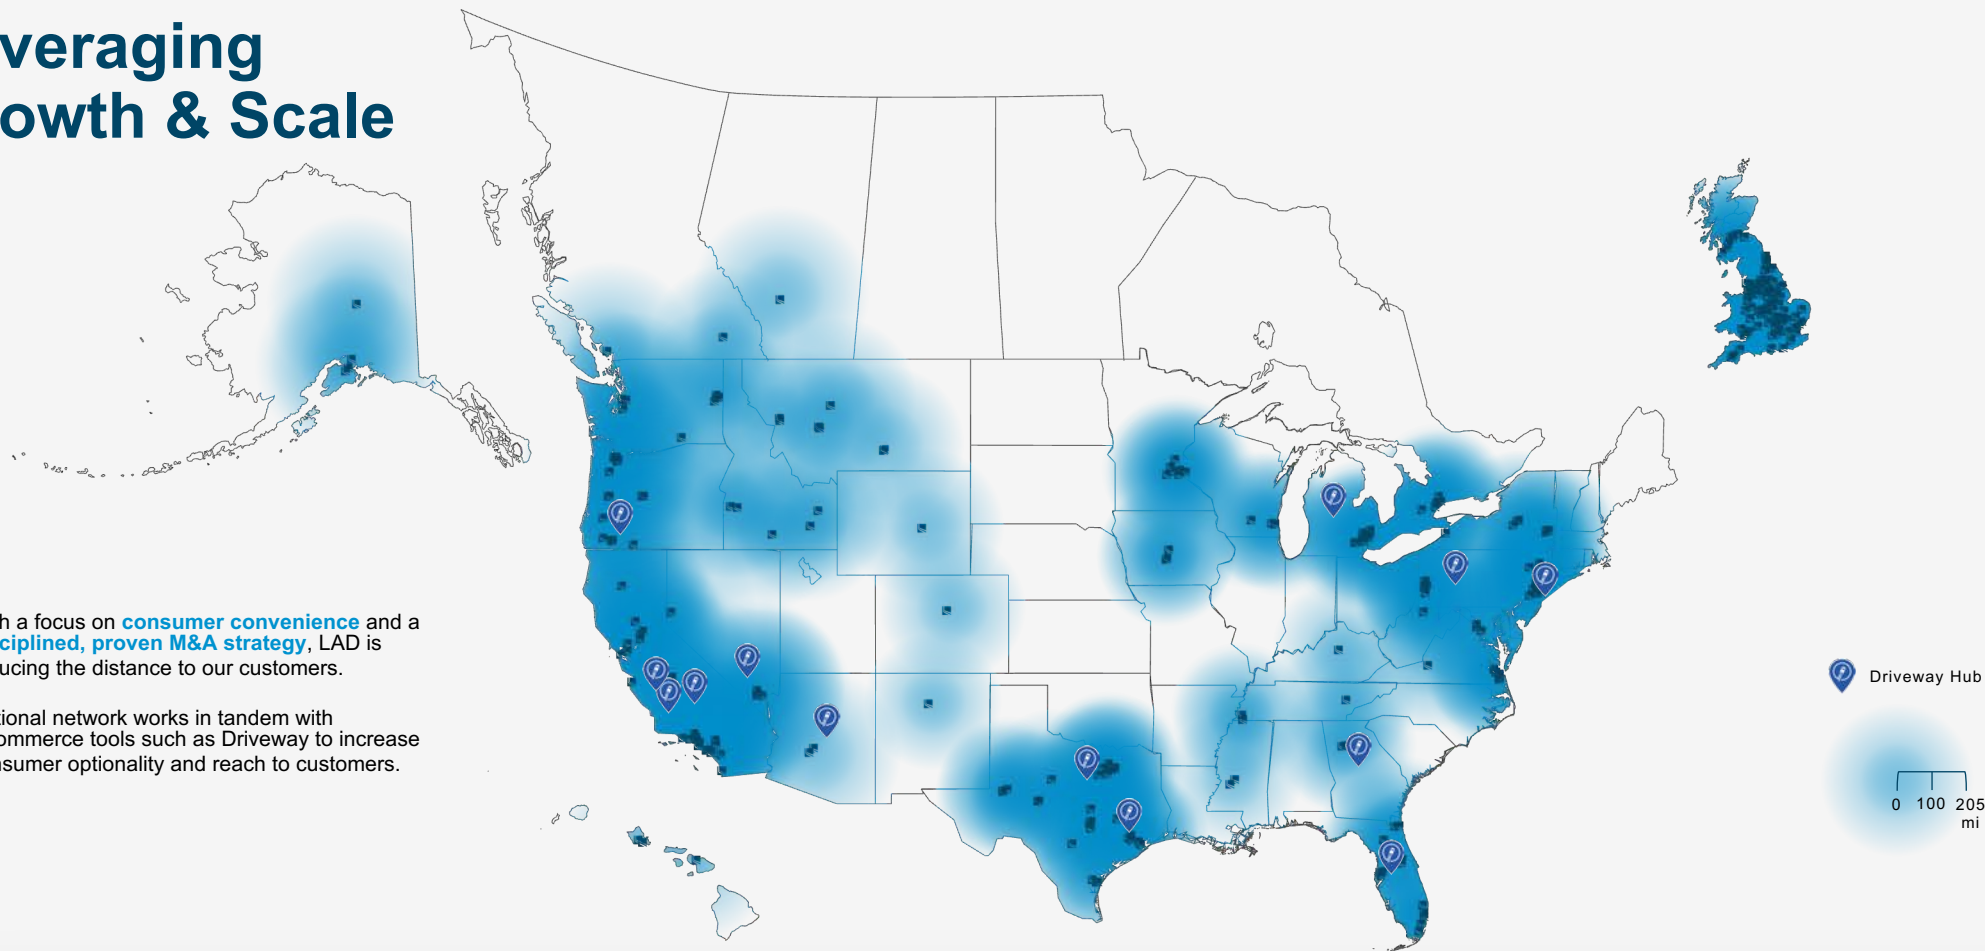 veraging
owth & Scale
h a focus on consumer convenience and a
ciplined, proven M&A strategy, LAD is
ucing the distance to our customers.
tional network works in tandem with
ommerce tools such as Driveway to increase
nsumer optionality and reach to customers.
Driveway Hub
0 100 205
mi